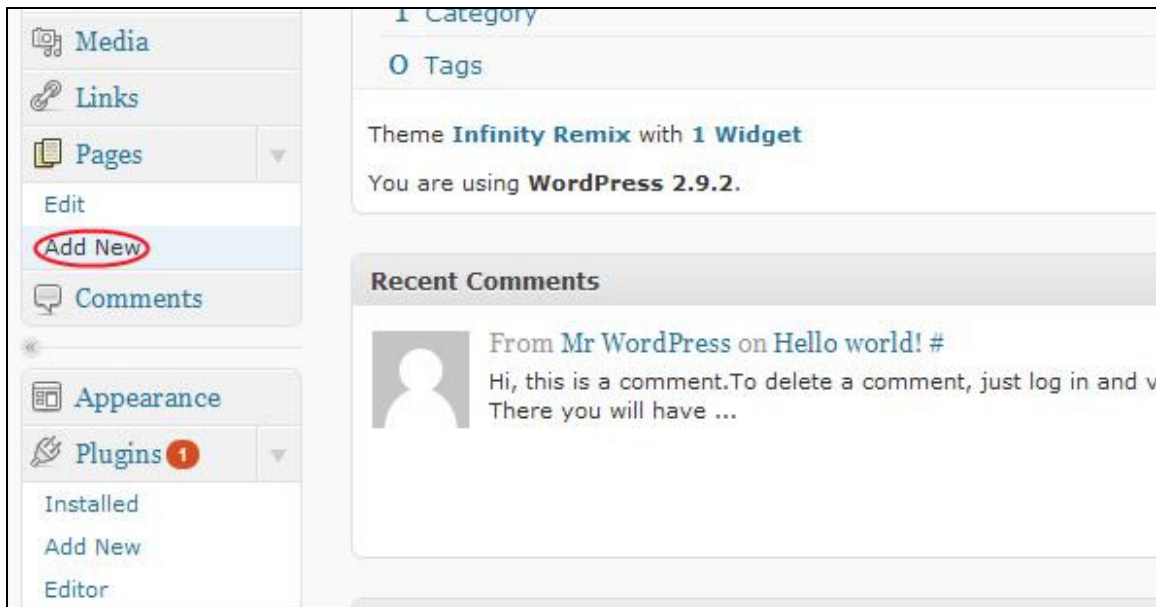 Media
Links
Pages
Edit
Add New
Comments
Appearance
Plugins 1
Installed
Add New
Editor
1 Category
0 Tags
Theme Infinity Remix with 1 Widget
You are using WordPress 2.9.2.
Recent Comments
From Mr WordPress on Hello world! #
Hi, this is a comment.To delete a comment, just log in and v
There you will have ...